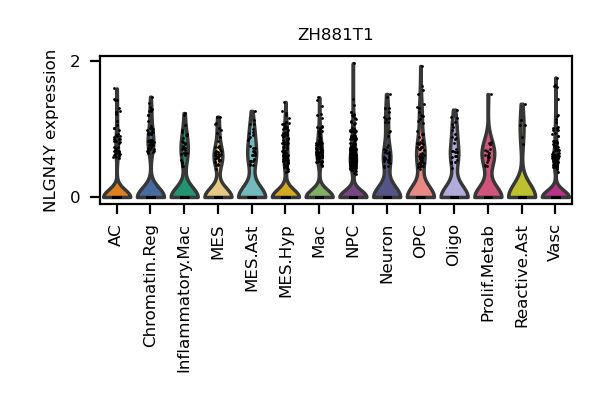 ZH881T1
NLGN4Y expression
2
0
AC
Chromatin.Reg
Inflammatory.Mac
MES
MES.Ast
MES.Hyp
Mac
NPC
Neuron
OPC
Oligo
Prolif.Metab
Reactive.Ast
Vasc